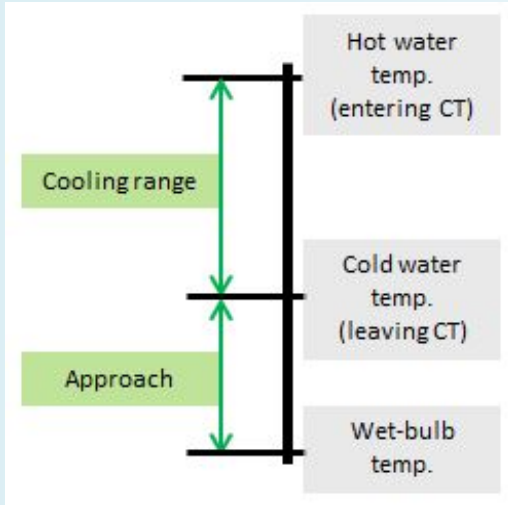 Hot water
temp.
(entering CT)
Cooling range
Cold water
temp.
(leaving CT)
Approach
Wet-bulb
temp.